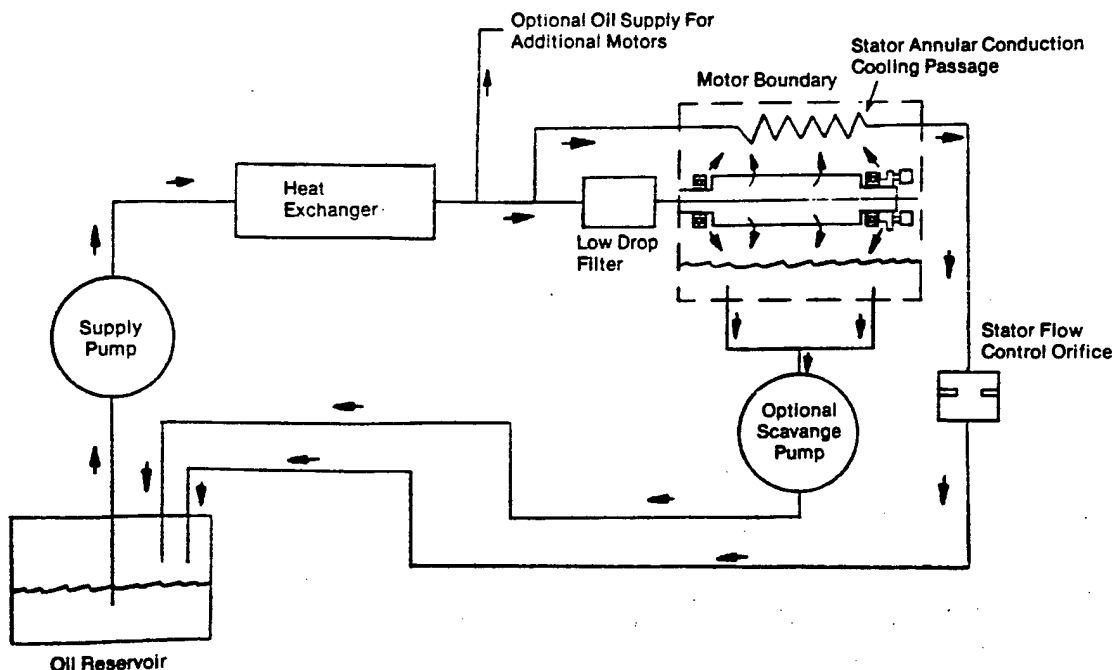 Optional Oil Supply For
Additional Motors
Stator Annular Conduction
Cooling Passage
Motor Boundary
Heat
Exchanger
Low Drop
Filter
Supply
Pump
Stator Flow
Control Orifice
Optional
Scavange
Pump
Oil Reservoir